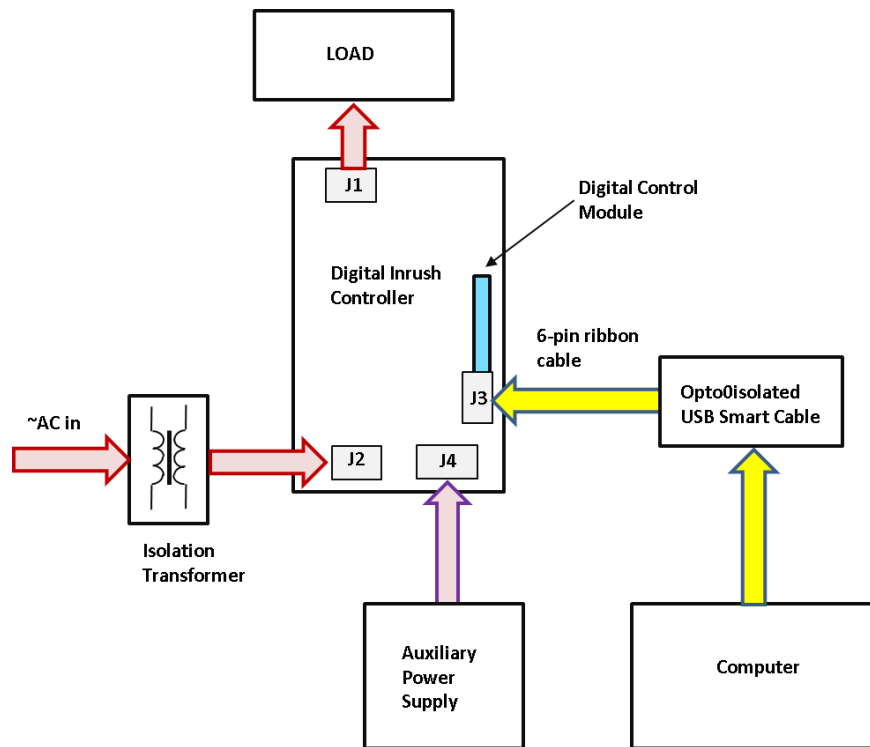 LOAD
J1
Digital Control
Module
Digital Inrush
Controller
6-pin ribbon
cable
J3
Opto0isolated
USB Smart Cable
~AC in
J2
J4
Isolation
Transformer
Auxiliary
Power
Supply
Computer